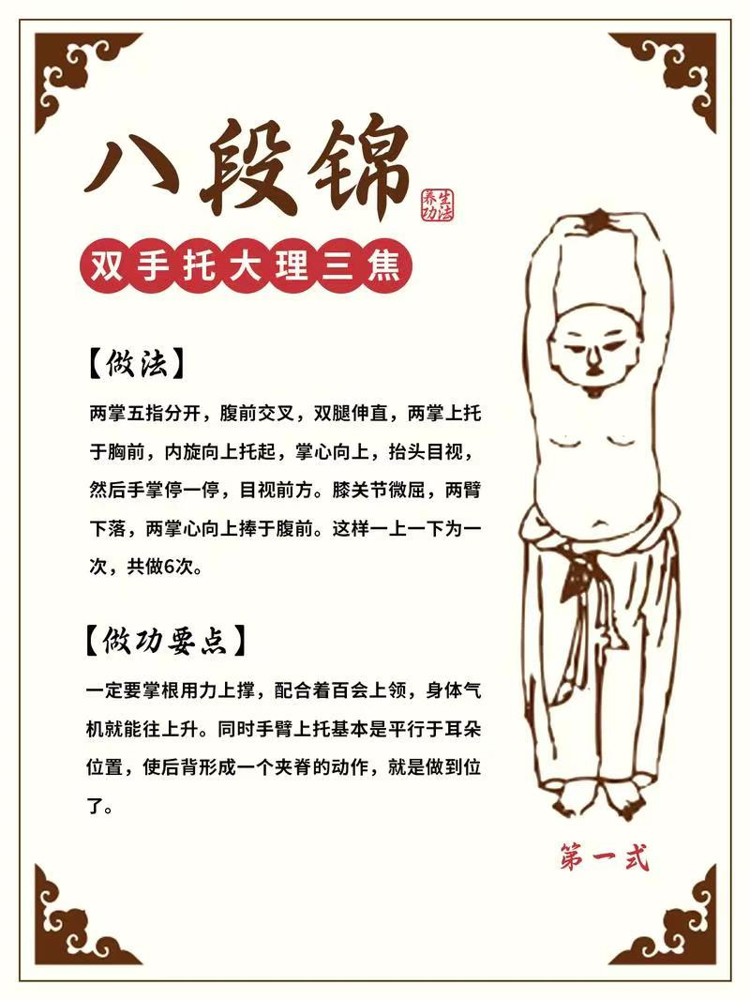 八段锦
养生
功法
双手托大理三焦
【做法】
两掌五指分开，腹前交叉，双腿伸直，两掌上托
于胸前，内旋向上托起，掌心向上，抬头目视，
然后手掌停一停，目视前方。膝关节微屈，两臂
下落，两掌心向上捧于腹前。这样一上一下为一
次，共做6次。
【做功要点】
一定要掌根用力上撑，配合着百会上领，身体气
机就能往上升。同时手臂上托基本是平行于耳朵
位置，使后背形成一个夹脊的动作，就是做到位
了。
第一式